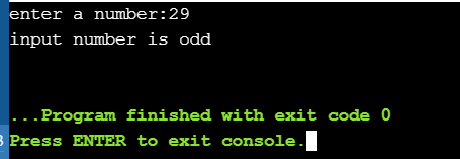 enter a number:29
input number is odd
...Program finished with exit code 0
Press ENTER to exit console.